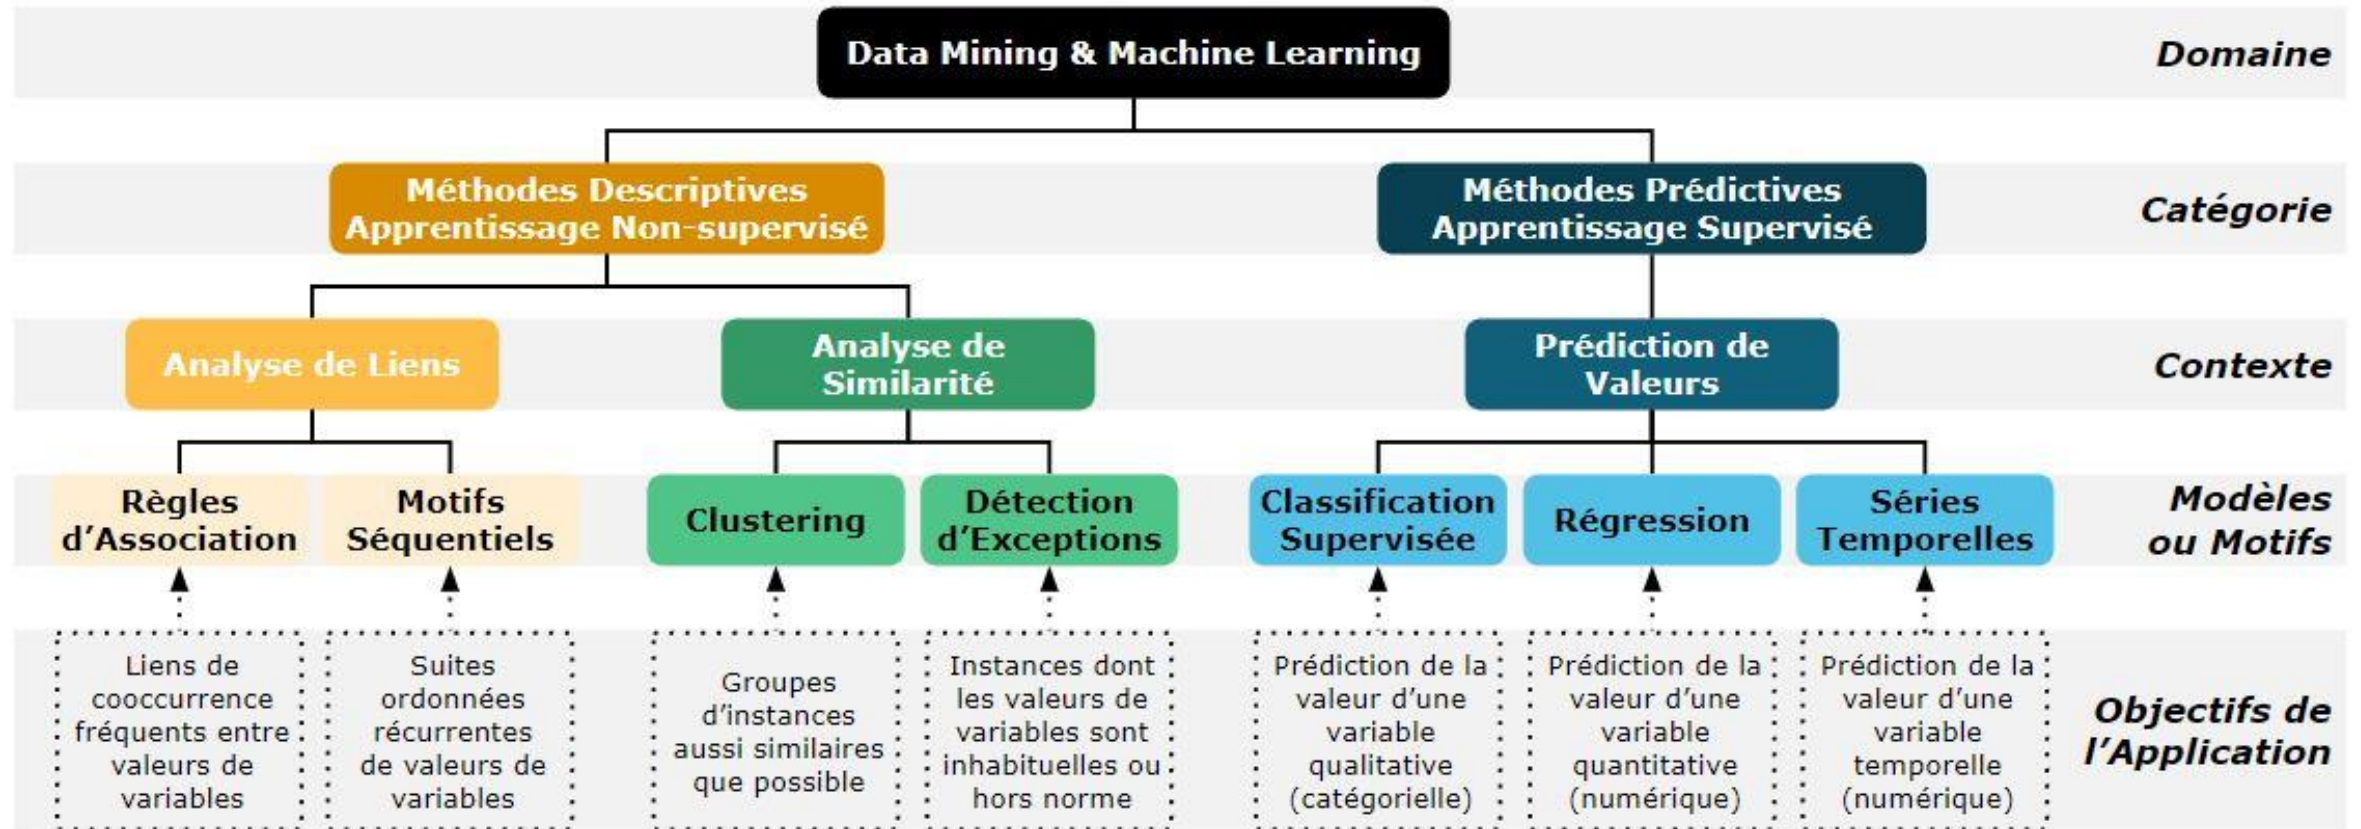 Data Mining & Machine Learning
Domaine
Méthodes Descriptives
Apprentissage Non-supervisé
Méthodes Prédictives
Apprentissage Supervisé
Catégorie
Analyse de Liens
Analyse de
Similarité
Prédiction de
Valeurs
Contexte
Règles
d’Association
Motifs
Séquentiels
Clustering
Détection
d’Exceptions
Classification
Supervisée
Régression
Séries
Temporelles
Modèles
ou Motifs
Liens de
cooccurrence
fréquents entre
valeurs de
variables
Suites
ordonnées
récurrentes
de valeurs de
variables
Groupes
d’instances
aussi similaires
que possible
Instances dont
les valeurs de
variables sont
inhabituelles ou
hors norme
Prédiction de la
valeur d’une
variable
qualitative
(catégorielle)
Prédiction de la
valeur d’une
variable
quantitative
(numérique)
Prédiction de la
valeur d’une
variable
temporelle
(numérique)
Objectifs de
l’Application